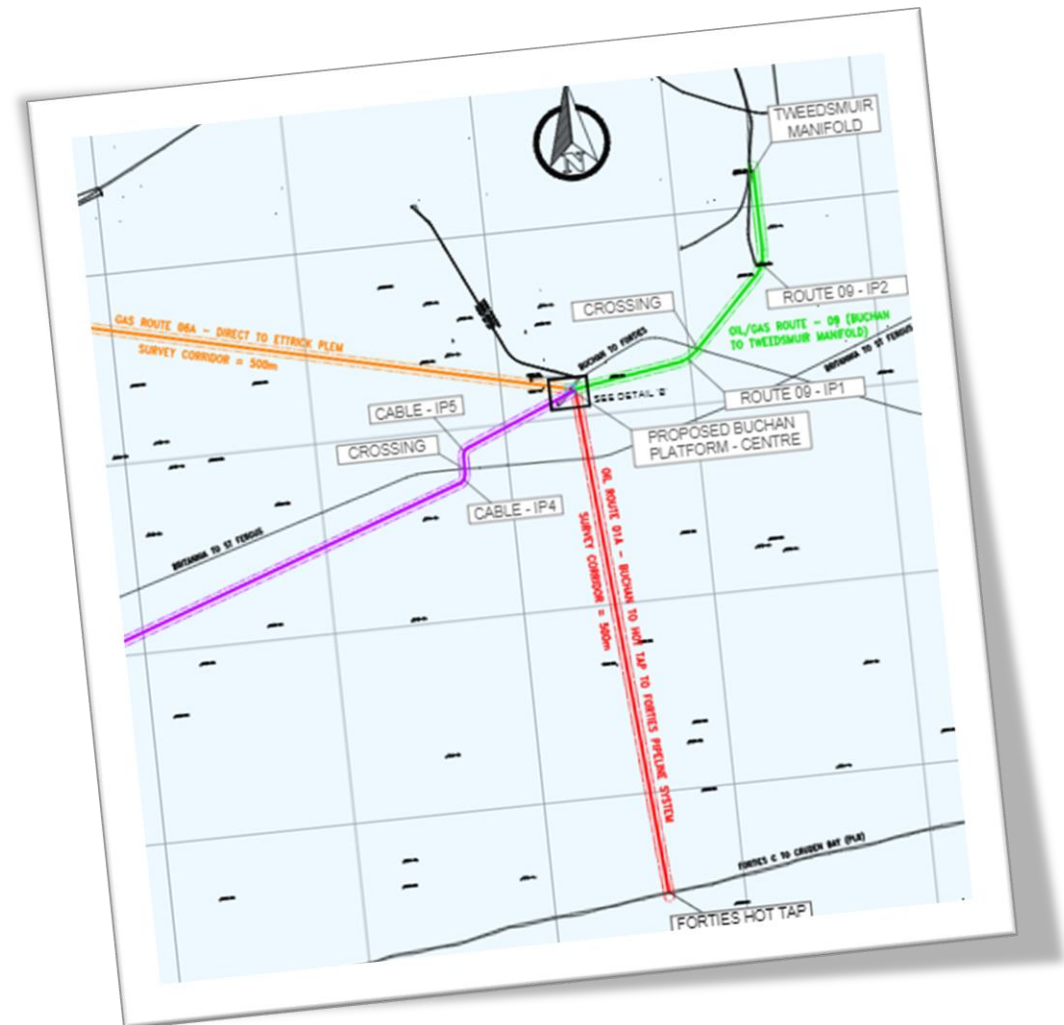 TWEEDSMUIR
MANIFOLD
N
ROUTE 09 - IP2
CROSSING
OIL/GAS ROUTE - 09 (BUCHAN
TO TWEEDSMUIR MANIFOLD)
BUCHAN TO FORTIES
BRITANNIA TO ST FERGUS
GAS ROUTE 06A - DIRECT TO ETTRICK PLEM
SURVEY CORRIDOR = 500m
SEE DETAIL 'B'
ROUTE 09 - IP1
CABLE - IP5
PROPOSED BUCHAN
PLATFORM - CENTRE
CROSSING
CABLE - IP4
BRITANNIA TO ST FERGUS
OIL ROUTE 01A - BUCHAN TO HOT TAP TO FORTIES PIPELINE SYSTEM
SURVEY CORRIDOR = 500m
FORTIES C TO CRUDEN BAY (PL8)
FORTIES HOT TAP